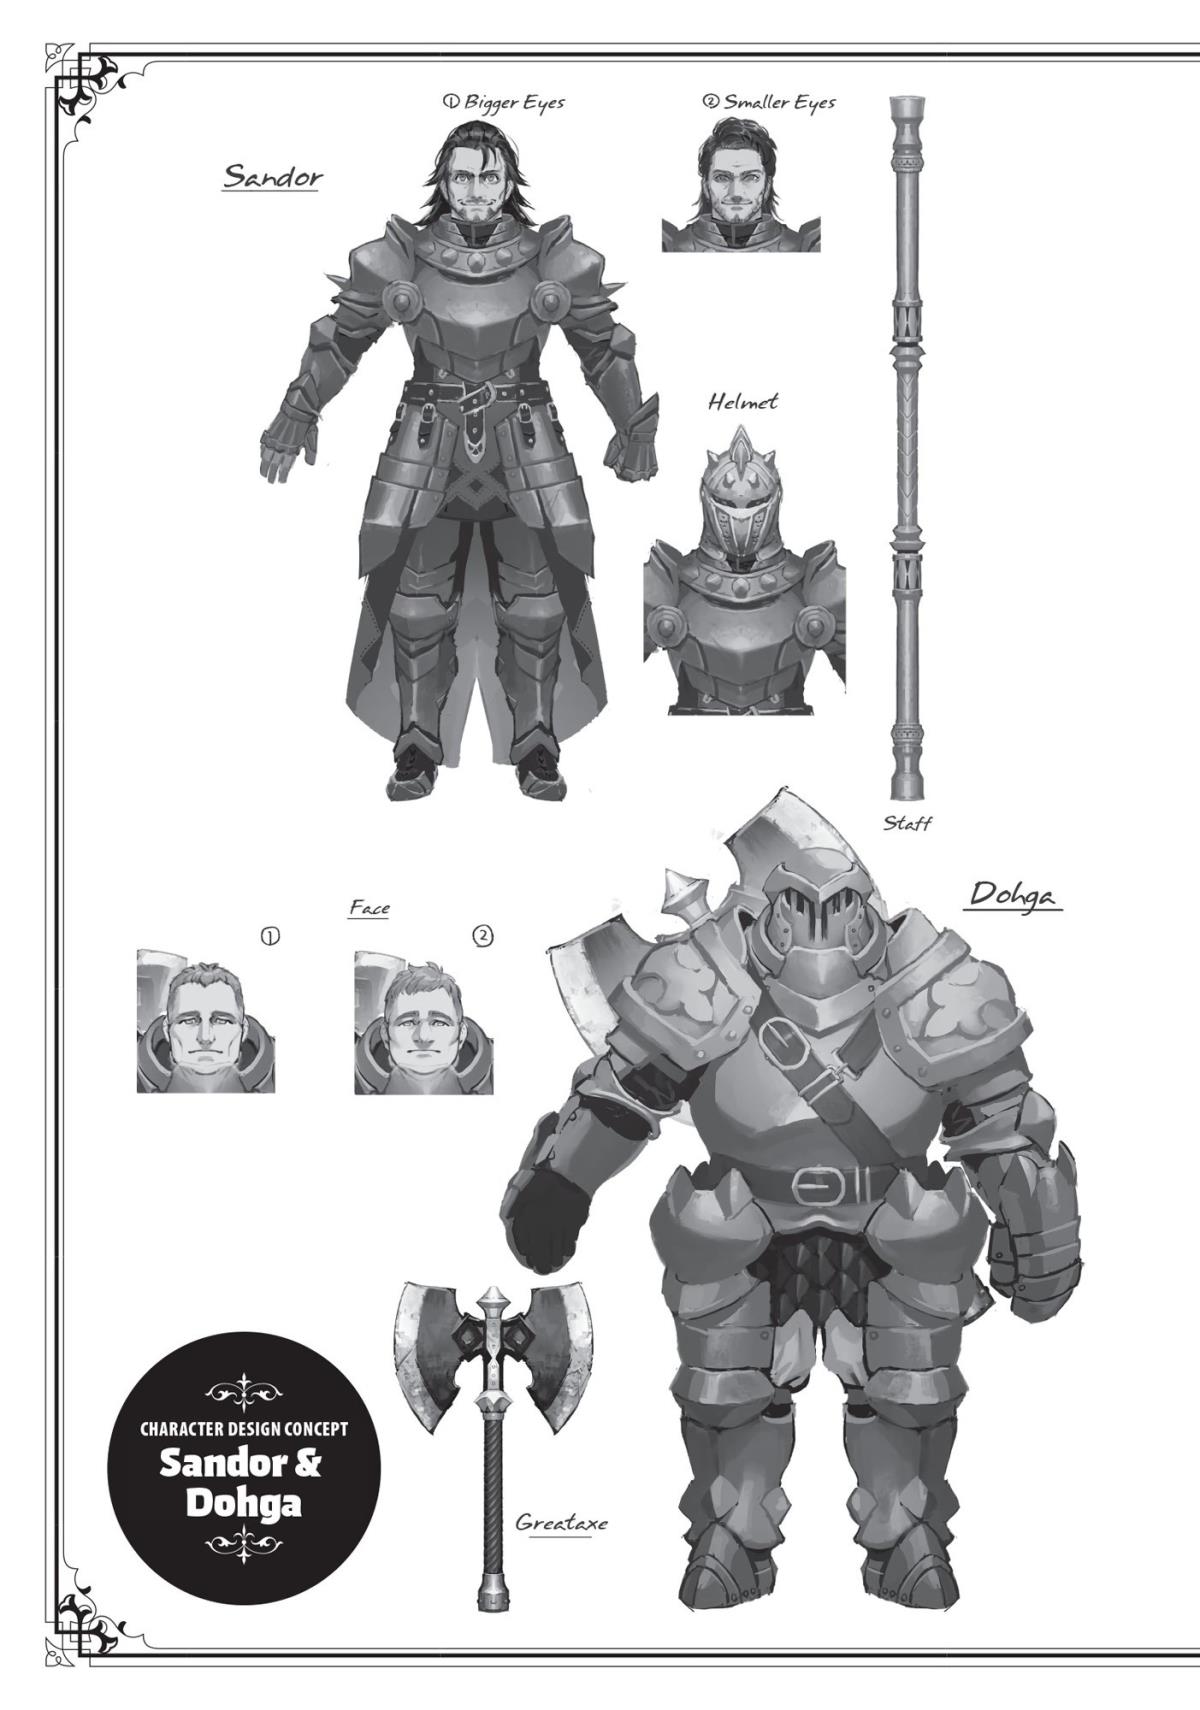 ① Bigger Eyes
② Smaller Eyes
Sandor
Helmet
Staff
Dohga
Face
①
②
Greataxe
CHARACTER DESIGN CONCEPT
Sandor &
Dohga